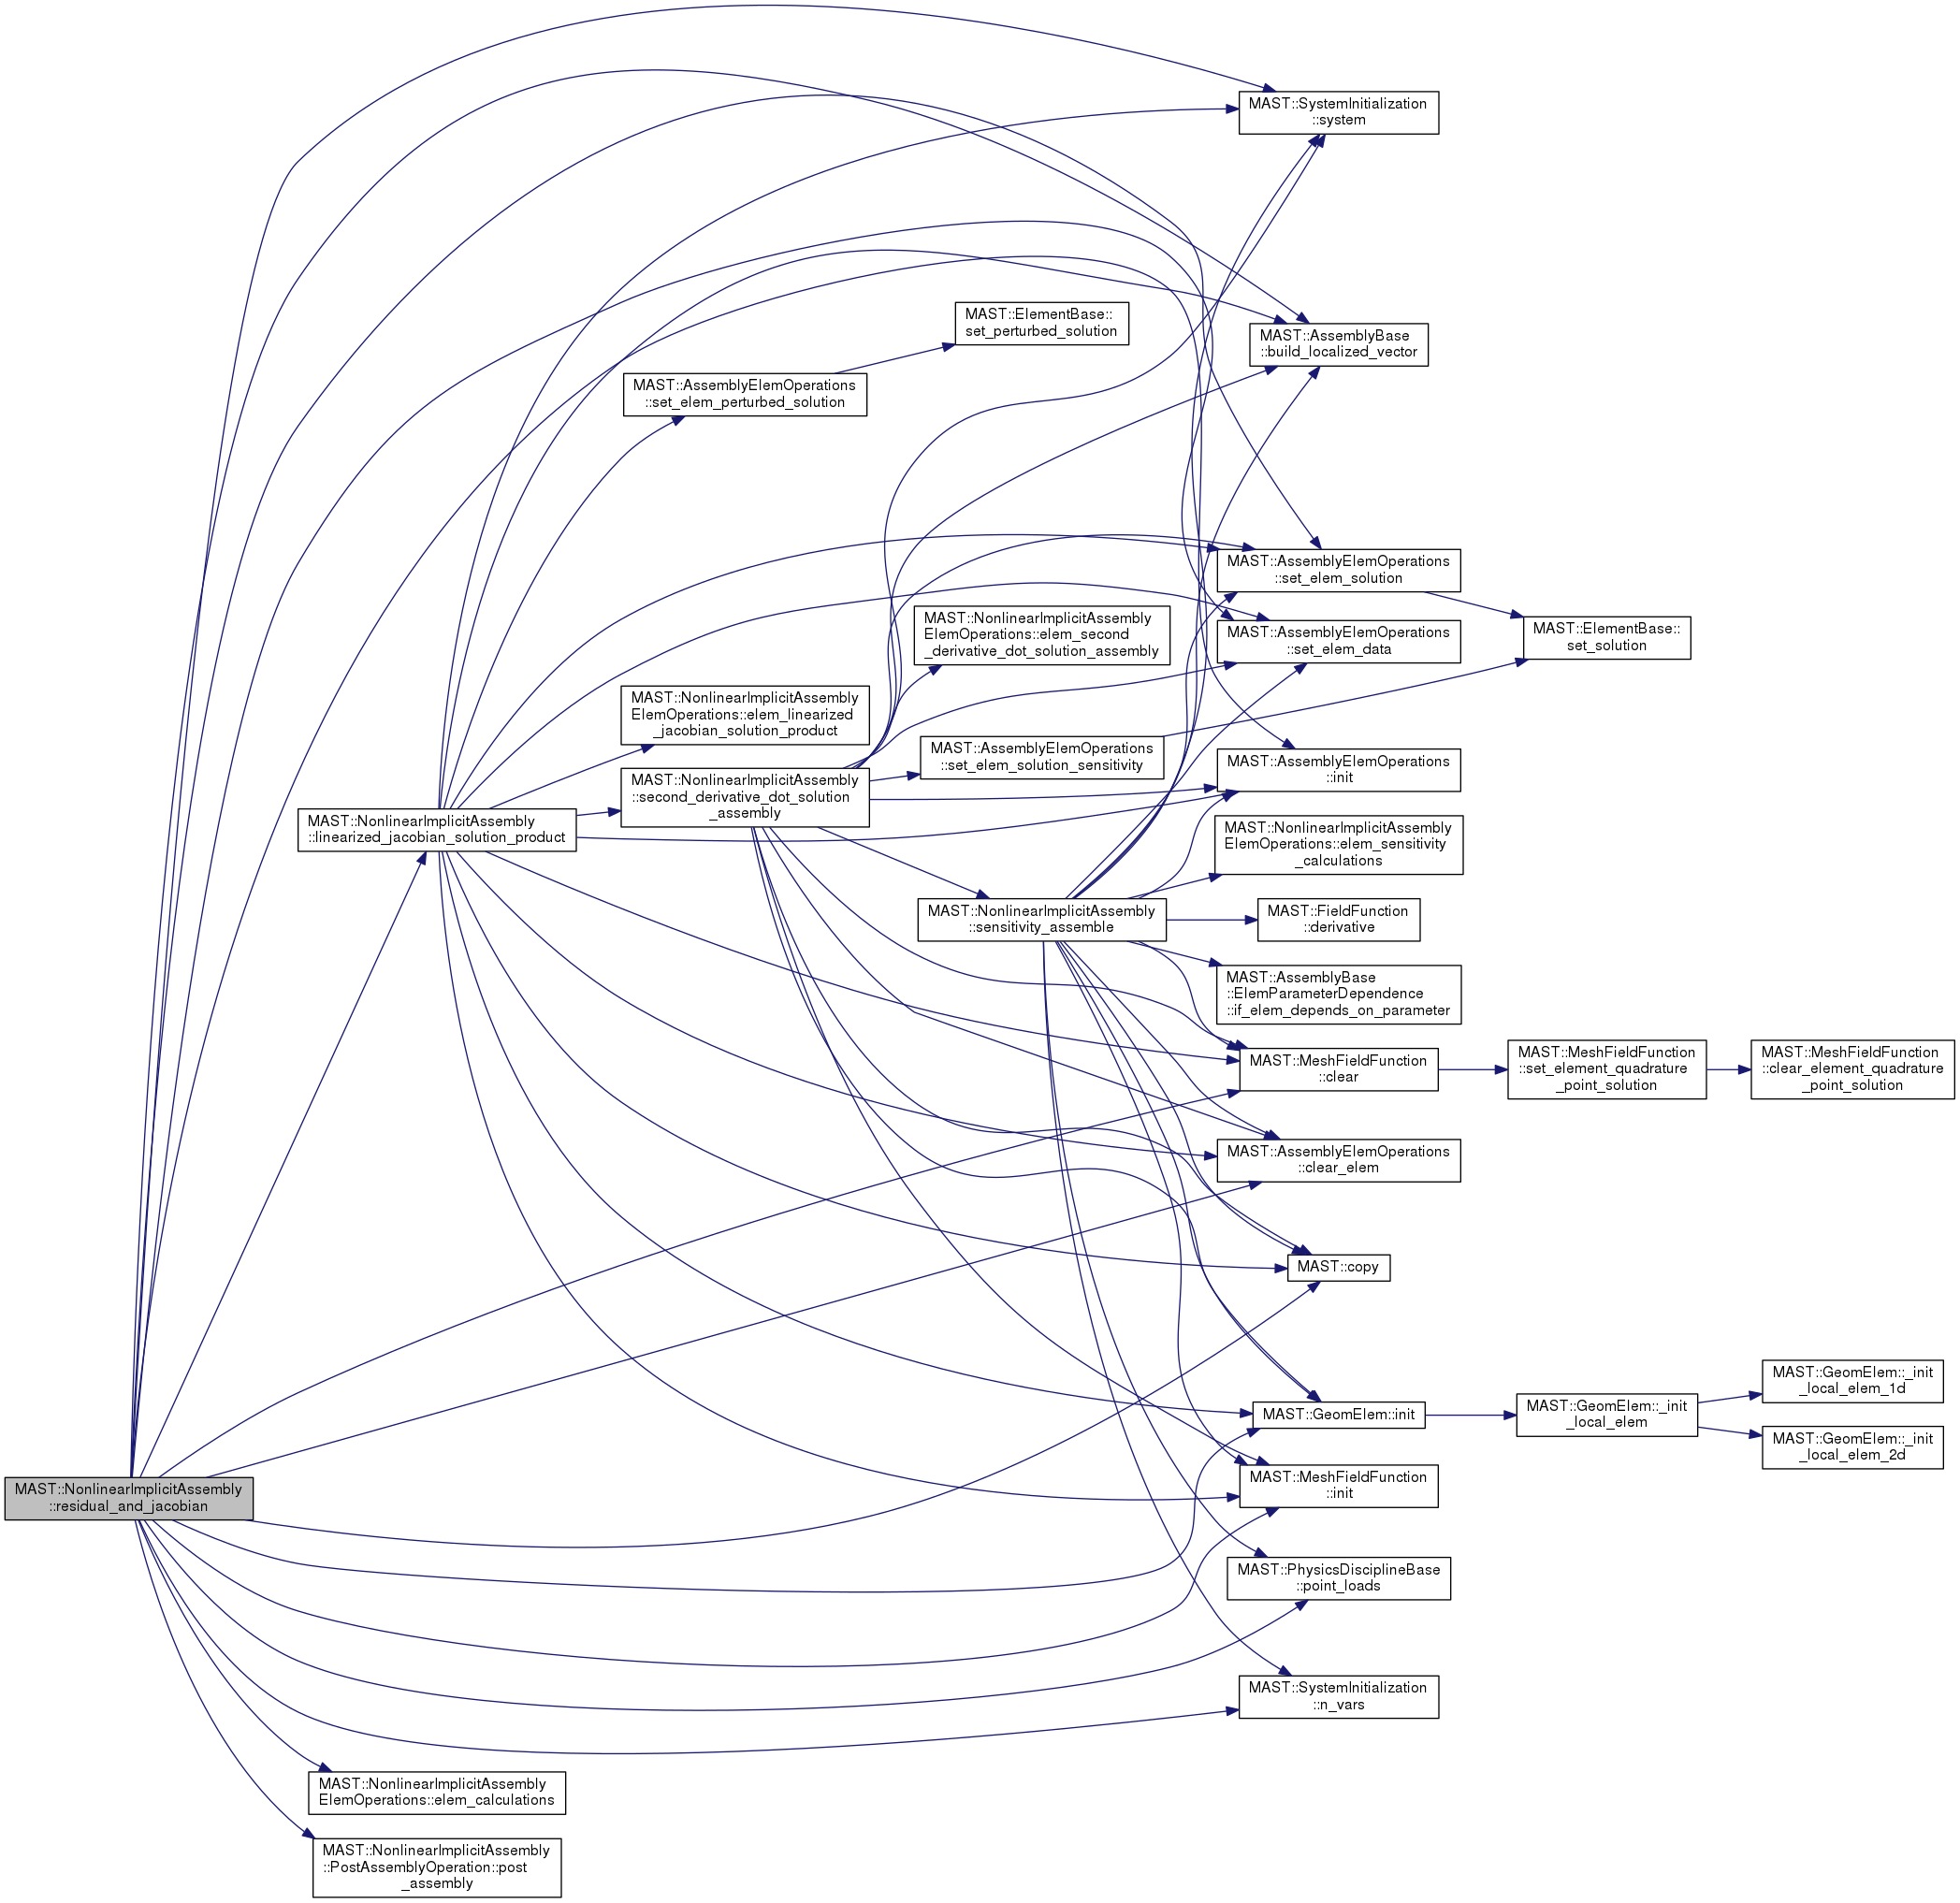 MAST::SystemInitialization
::system
MAST::ElementBase::
set_perturbed_solution
MAST::AssemblyBase
::build_localized_vector
MAST::AssemblyElemOperations
::set_elem_perturbed_solution
MAST::AssemblyElemOperations
::set_elem_solution
MAST::NonlinearImplicitAssembly
ElemOperations::elem_second
_derivative_dot_solution_assembly
MAST::AssemblyElemOperations
::set_elem_data
MAST::ElementBase::
set_solution
MAST::NonlinearImplicitAssembly
ElemOperations::elem_linearized
_jacobian_solution_product
MAST::AssemblyElemOperations
::set_elem_solution_sensitivity
MAST::AssemblyElemOperations
::init
MAST::NonlinearImplicitAssembly
::second_derivative_dot_solution
_assembly
MAST::NonlinearImplicitAssembly
::linearized_jacobian_solution_product
MAST::NonlinearImplicitAssembly
ElemOperations::elem_sensitivity
_calculations
MAST::NonlinearImplicitAssembly
::sensitivity_assemble
MAST::FieldFunction
::derivative
MAST::AssemblyBase
::ElemParameterDependence
::if_elem_depends_on_parameter
MAST::MeshFieldFunction
::clear
MAST::MeshFieldFunction
::set_element_quadrature
_point_solution
MAST::MeshFieldFunction
::clear_element_quadrature
_point_solution
MAST::AssemblyElemOperations
::clear_elem
MAST::copy
MAST::GeomElem::init
MAST::GeomElem::_init
_local_elem
MAST::GeomElem::_init
_local_elem_1d
MAST::GeomElem::_init
_local_elem_2d
MAST::NonlinearImplicitAssembly
::residual_and_jacobian
MAST::MeshFieldFunction
::init
MAST::PhysicsDisciplineBase
::point_loads
MAST::SystemInitialization
::n_vars
MAST::NonlinearImplicitAssembly
ElemOperations::elem_calculations
MAST::NonlinearImplicitAssembly
::PostAssemblyOperation::post
_assembly